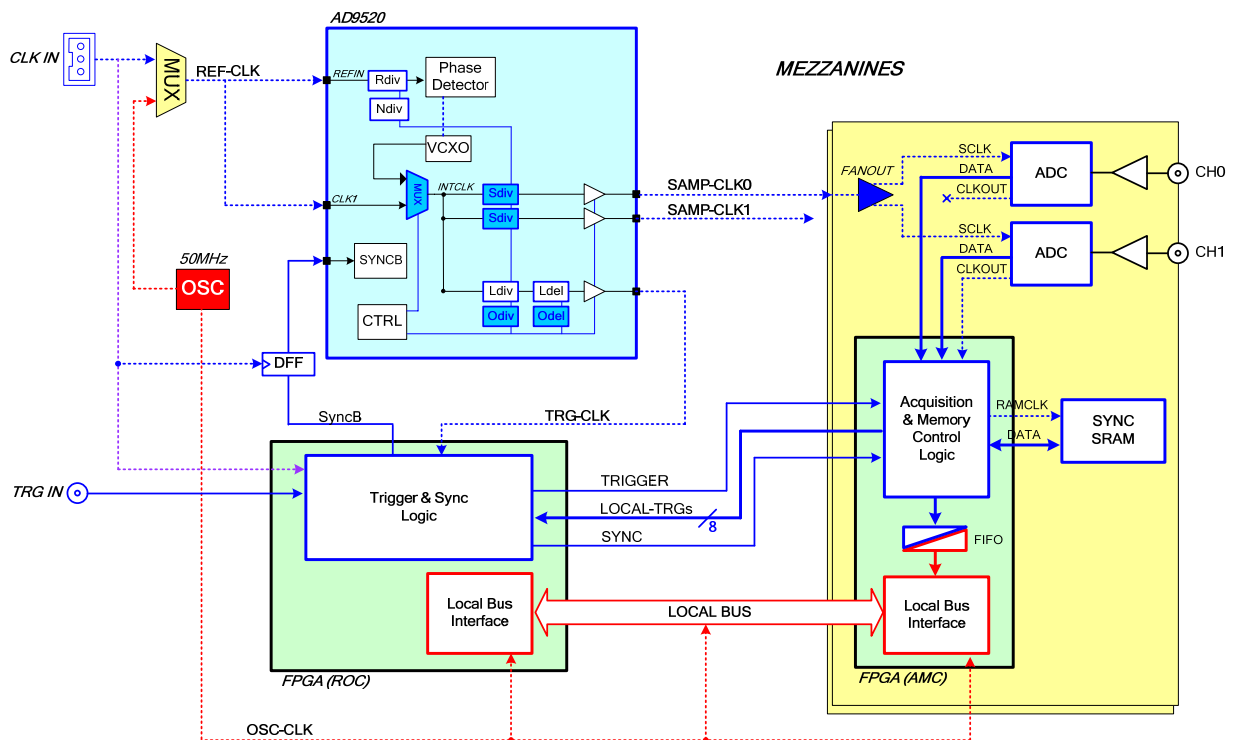 AD9520
CLK IN
MUX
REF-CLK
REFIN
Rdiv
Phase
Detector
Ndiv
VCXO
MUX
CLK1
INTCLK
Sdiv
Sdiv
SYNCB
Ldiv
Ldel
CTRL
Odiv
Odel
50MHz
OSC
DFF
SyncB
TRG-CLK
SAMP-CLK0
SAMP-CLK1
MEZZANINES
FANOUT
SCLK
DATA
CLKOUT
ADC
CH0
SCLK
DATA
CLKOUT
ADC
CH1
Acquisition
& Memory
Control
Logic
RAMCLK
DATA
SYNC
SRAM
TRG IN
Trigger & Sync
Logic
TRIGGER
LOCAL-TRGs
8
SYNC
FIFO
Local Bus
Interface
LOCAL BUS
Local Bus
Interface
FPGA (ROC)
FPGA (AMC)
OSC-CLK